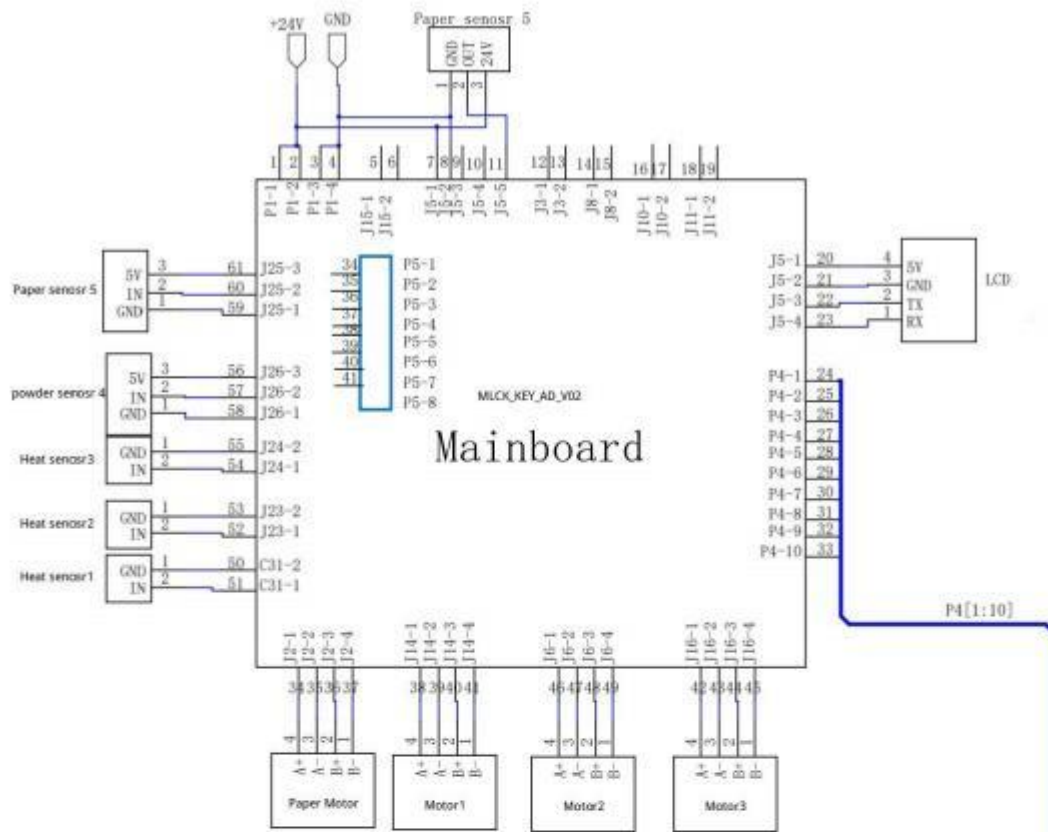 +24V
GND
Paper senosr 5
GND
OUT
24V
1
2
3
1
2
3
4
5
6
7
8
9
10
11
12
13
14
15
16
17
18
19
P1-1
P1-2
P1-3
P1-4
J15-1
J15-2
J5-1
J5-2
J5-3
J5-4
J5-5
J3-1
J3-2
J8-1
J8-2
J10-1
J10-2
J11-1
J11-2
Paper senosr 5
5V 3 61 J25-3
IN 2 60 J25-2
GND 1 59 J25-1
34 P5-1
35 P5-2
36 P5-3
37 P5-4
38 P5-5
39 P5-6
40 P5-7
41 P5-8
J5-1 20 4 5V
J5-2 21 3 GND
J5-3 22 2 TX
J5-4 23 1 RX
LCD
powder senosr 4
5V 3 56 J26-3
IN 2 57 J26-2
GND 1 58 J26-1
Heat senosr3
GND 1 55 J24-2
IN 2 54 J24-1
Heat senosr2
GND 1 53 J23-2
IN 2 52 J23-1
Heat senosr1
GND 1 50 C31-2
IN 2 51 C31-1
MLCK_KEY_AD_V02
Mainboard
P4-1 24
P4-2 25
P4-3 26
P4-4 27
P4-5 28
P4-6 29
P4-7 30
P4-8 31
P4-9 32
P4-10 33
P4[1:10]
J2-1
J2-2
J2-3
J2-4
J14-1
J14-2
J14-3
J14-4
J6-1
J6-2
J6-3
J6-4
J16-1
J16-2
J16-3
J16-4
34
35
36
37
38
39
40
41
46
47
48
49
42
43
44
45
4
3
2
1
4
3
2
1
4
3
2
1
4
3
2
1
A+
A-
B+
B-
A+
A-
B+
B-
A+
A-
B+
B-
A+
A-
B+
B-
Paper Motor
Motor1
Motor2
Motor3